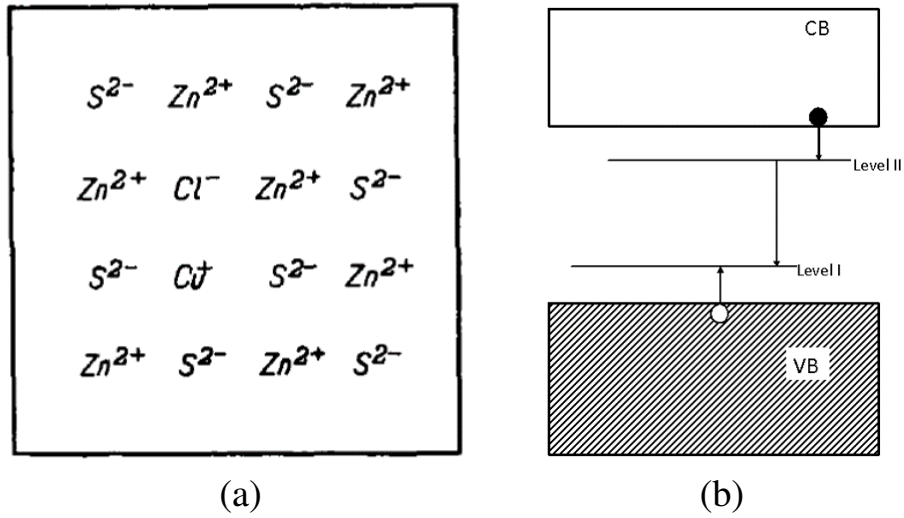 S²⁻ Zn²⁺ S²⁻ Zn²⁺
Zn²⁺ Cl⁻ Zn²⁺ S²⁻
S²⁻ Cu⁺ S²⁻ Zn²⁺
Zn²⁺ S²⁻ Zn²⁺ S²⁻
(a)
CB
Level II
Level I
VB
(b)